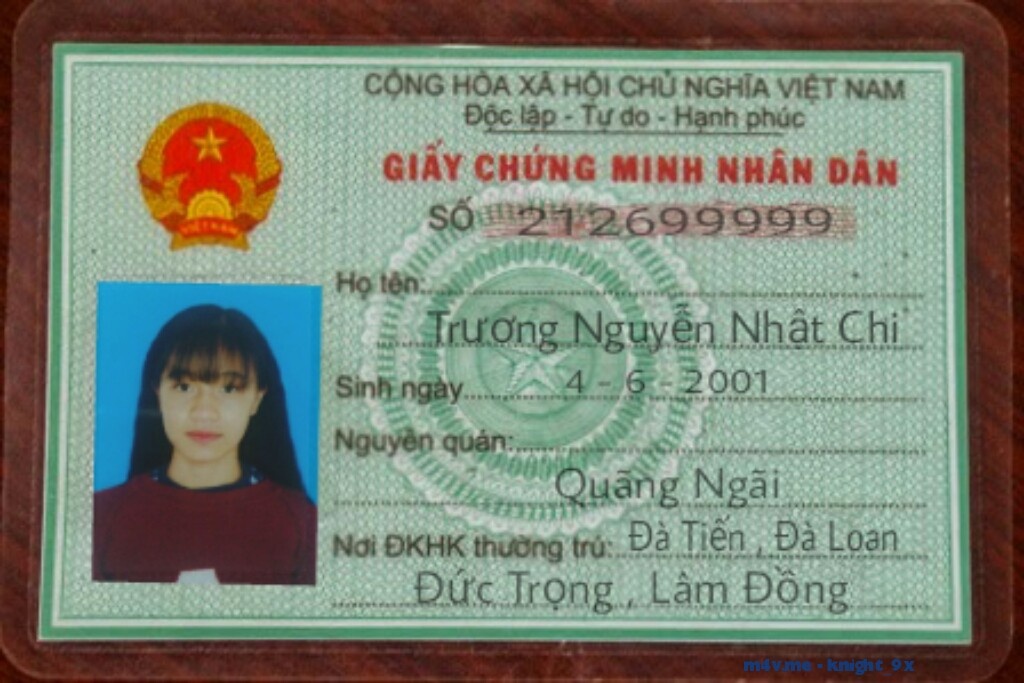 CỘNG HÒA XÃ HỘI CHỦ NGHĨA VIỆT NAM
Độc lập - Tự do - Hạnh phúc
GIẤY CHỨNG MINH NHÂN DÂN
SỐ 212699999
VIỆT NAM
Họ tên:
Trương Nguyễn Nhật Chi
Sinh ngày 4 - 6 - 2001
Nguyên quán:
Quãng Ngãi
Nơi ĐKHK thường trú: Đà Tiến , Đà Loan
Đức Trọng , Lâm Đồng
m4v.me - knight_9x